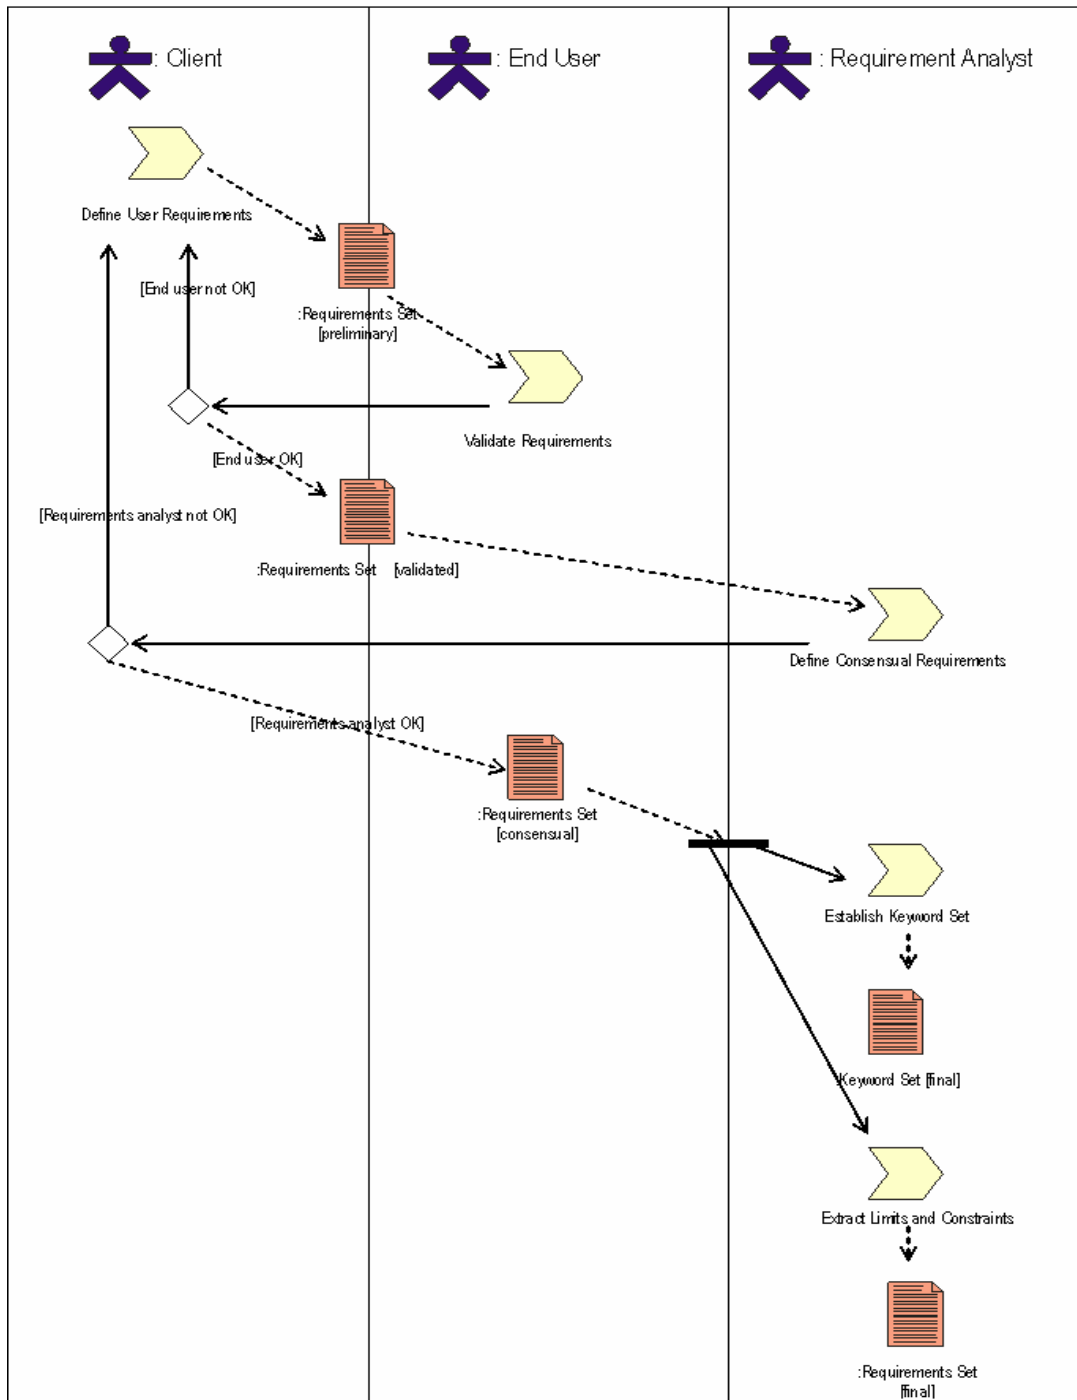 : Client
: End User
: Requirement Analyst
Define User Requirements
[End user not OK]
:Requirements Set
[preliminary]
Validate Requirements
[End user OK]
[Requirements analyst not OK]
:Requirements Set [validated]
Define Consensual Requirements
[Requirements analyst OK]
:Requirements Set
[consensual]
Establish Keyword Set
:Keyword Set [final]
Extract Limits and Constraints
:Requirements Set
[final]